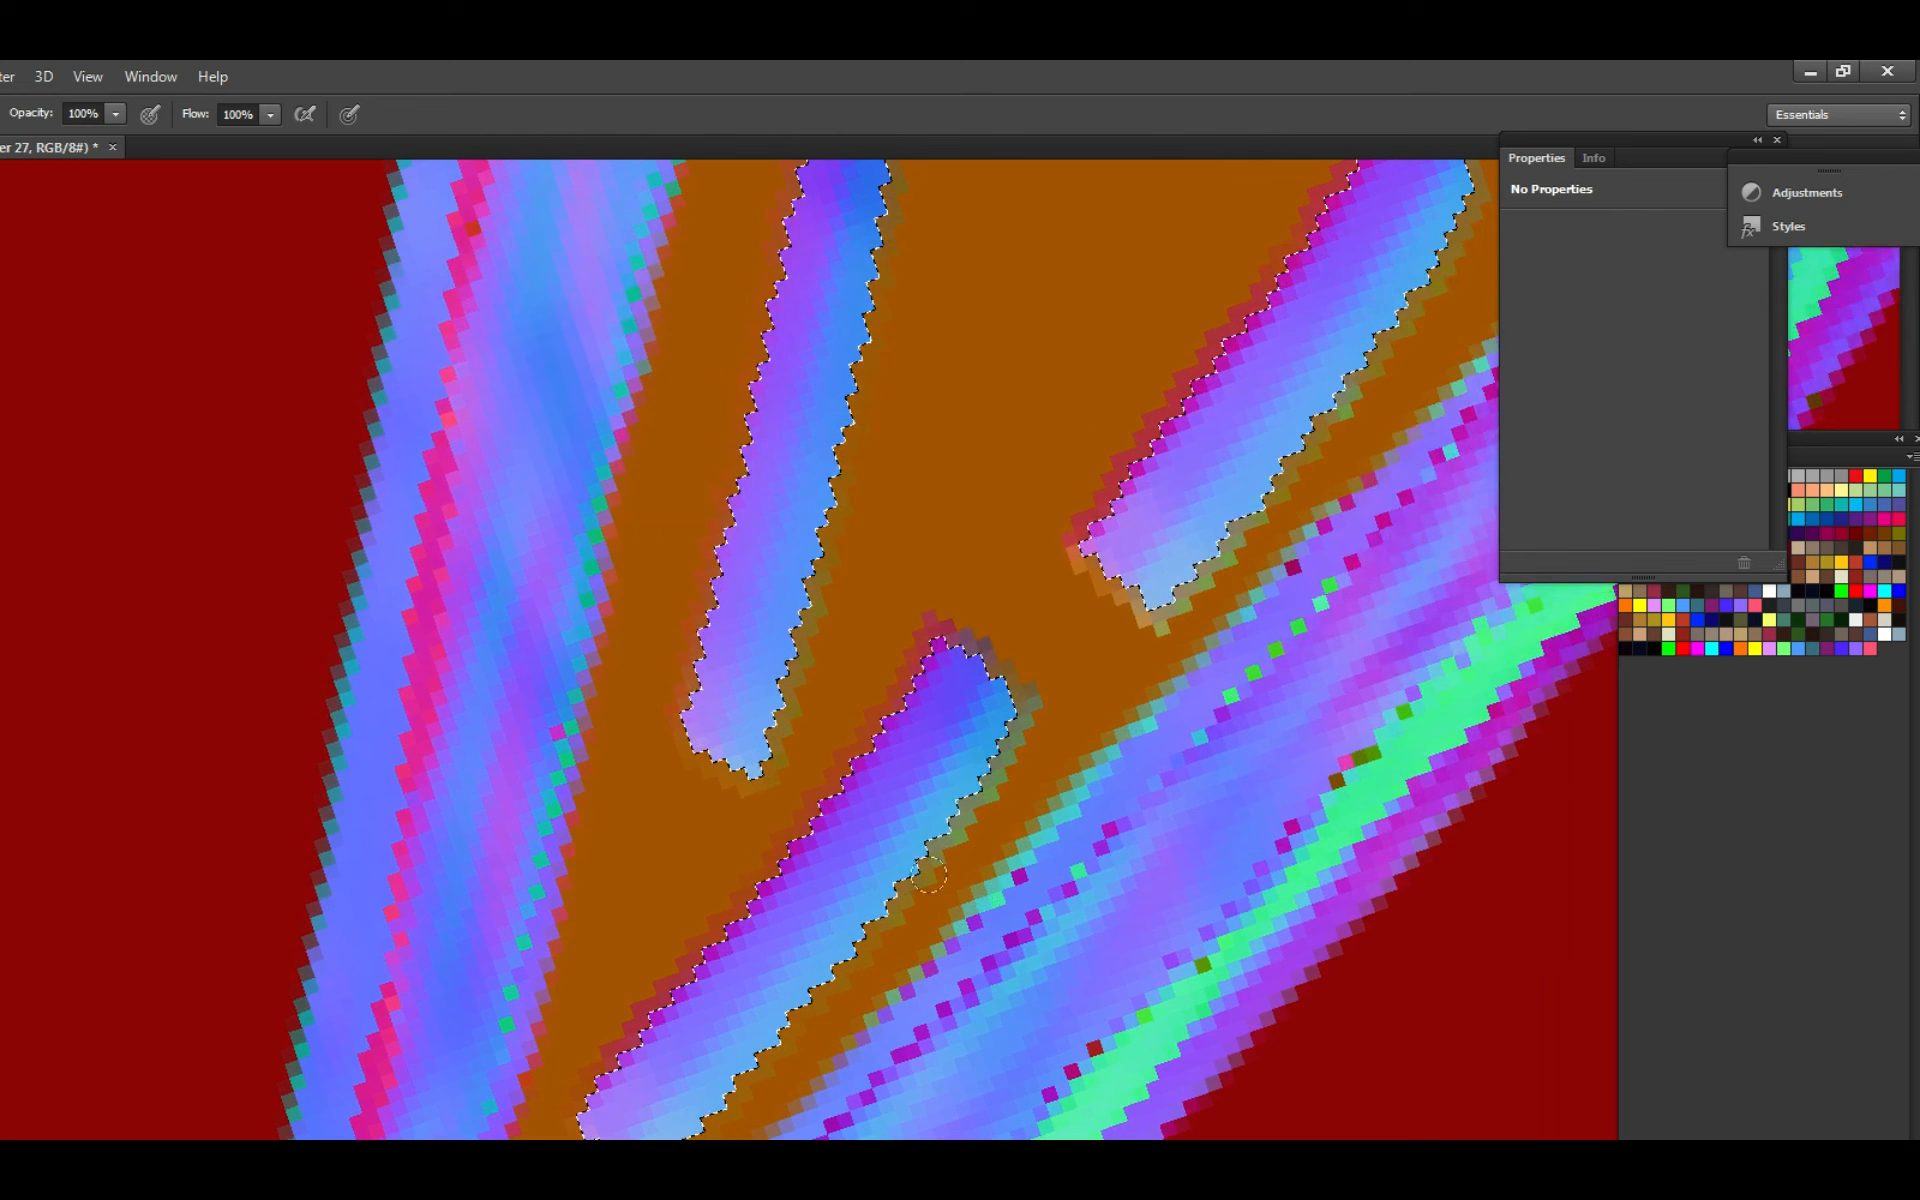 ter 3D View Window Help
Opacity: 100% Flow: 100% Essentials
er 27, RGB/8#) *
Properties Info
No Properties
Adjustments
Styles